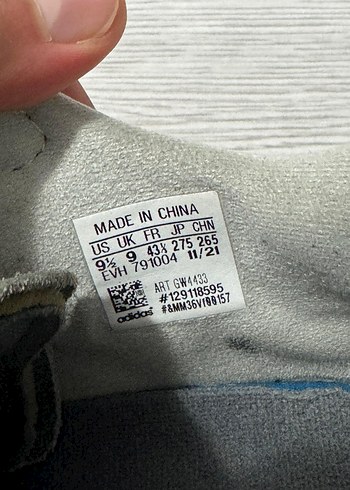 MADE IN CHINA
US UK FR JP CHN
9½ 9 43⅓ 275 265
EVH 791004 11/21
ART GW4433
#129118595
#&MM36V100157
adidas